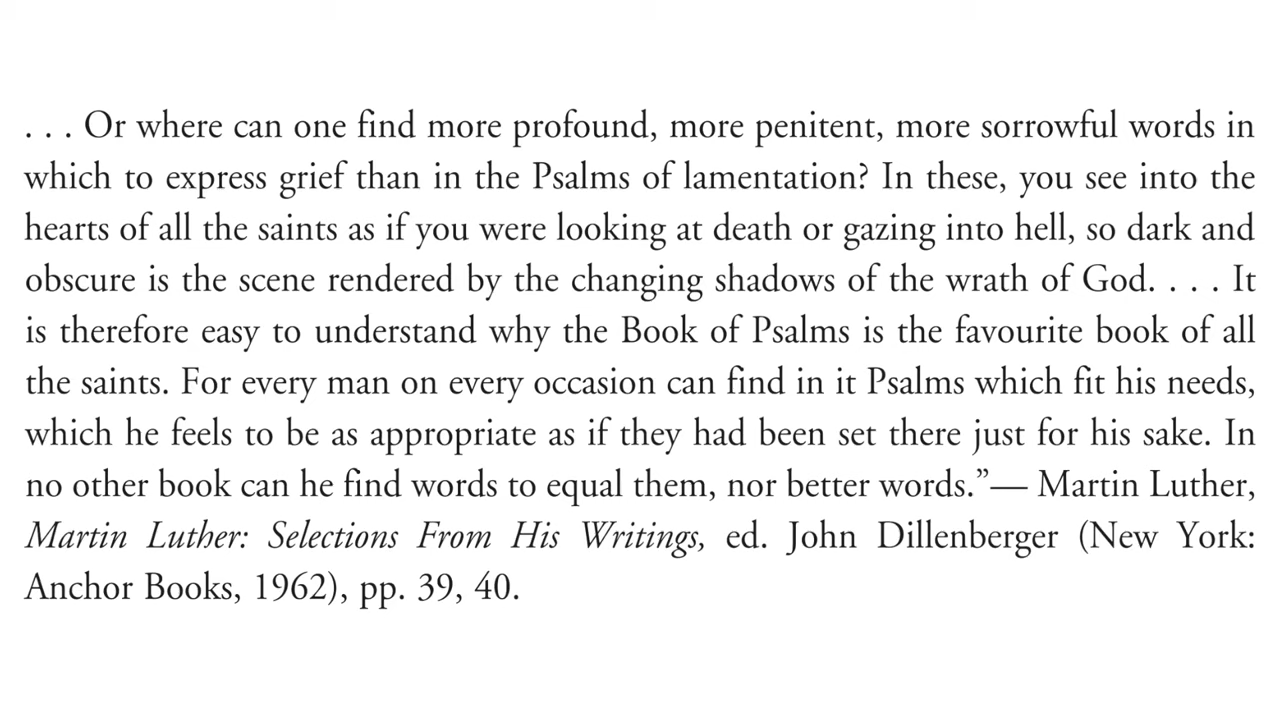 . . . Or where can one find more profound, more penitent, more sorrowful words in
which to express grief than in the Psalms of lamentation? In these, you see into the
hearts of all the saints as if you were looking at death or gazing into hell, so dark and
obscure is the scene rendered by the changing shadows of the wrath of God. . . . It
is therefore easy to understand why the Book of Psalms is the favourite book of all
the saints. For every man on every occasion can find in it Psalms which fit his needs,
which he feels to be as appropriate as if they had been set there just for his sake. In
no other book can he find words to equal them, nor better words.”— Martin Luther,
Martin Luther: Selections From His Writings, ed. John Dillenberger (New York:
Anchor Books, 1962), pp. 39, 40.